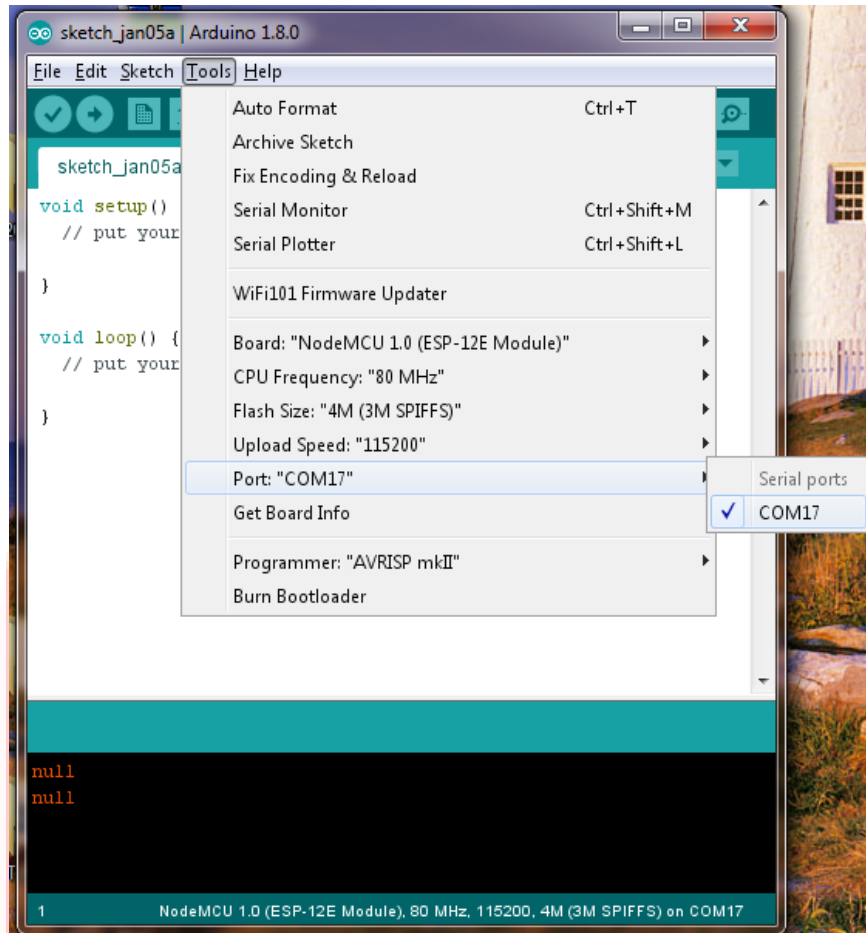 sketch_jan05a | Arduino 1.8.0
File Edit Sketch Tools Help
Auto Format Ctrl+T
Archive Sketch
sketch_jan05a
Fix Encoding & Reload
void setup()
Serial Monitor Ctrl+Shift+M
// put your
Serial Plotter Ctrl+Shift+L
}
WiFi101 Firmware Updater
void loop() {
Board: "NodeMCU 1.0 (ESP-12E Module)"
// put your
CPU Frequency: "80 MHz"
}
Flash Size: "4M (3M SPIFFS)"
Upload Speed: "115200"
Port: "COM17"
Serial ports
Get Board Info
COM17
Programmer: "AVRISP mkII"
Burn Bootloader
null
null
1 NodeMCU 1.0 (ESP-12E Module), 80 MHz, 115200, 4M (3M SPIFFS) on COM17